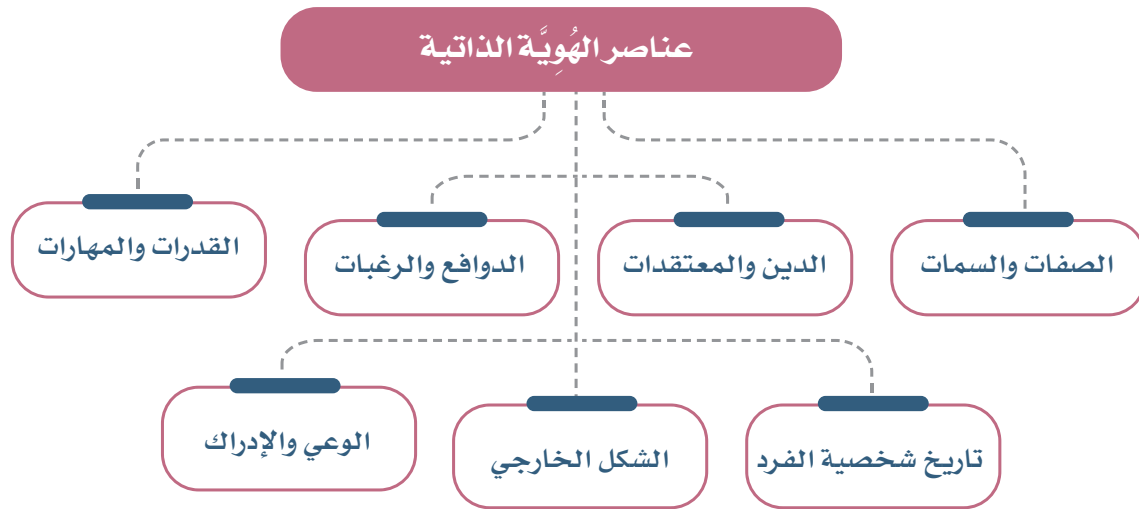 عناصر الهُوِيَّة الذاتية
الصفات والسمات
الدين والمعتقدات
الدوافع والرغبات
القدرات والمهارات
تاريخ شخصية الفرد
الشكل الخارجي
الوعي والإدراك